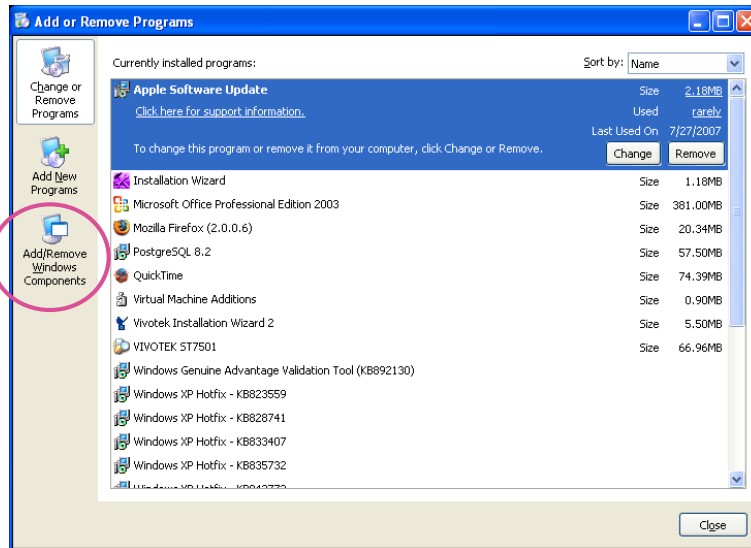 Add or Remove Programs
Change or
Remove
Programs
Add New
Programs
Add/Remove
Windows
Components
Currently installed programs:
Sort by: Name
Apple Software Update Size 2.18MB
Click here for support information. Used rarely
Last Used On 7/27/2007
To change this program or remove it from your computer, click Change or Remove. Change Remove
Installation Wizard Size 1.18MB
Microsoft Office Professional Edition 2003 Size 381.00MB
Mozilla Firefox (2.0.0.6) Size 20.34MB
PostgreSQL 8.2 Size 57.50MB
QuickTime Size 74.39MB
Virtual Machine Additions Size 0.90MB
Vivotek Installation Wizard 2 Size 5.50MB
VIVOTEK ST7501 Size 66.96MB
Windows Genuine Advantage Validation Tool (KB892130)
Windows XP Hotfix - KB823559
Windows XP Hotfix - KB828741
Windows XP Hotfix - KB833407
Windows XP Hotfix - KB835732
Windows XP Hotfix
Close